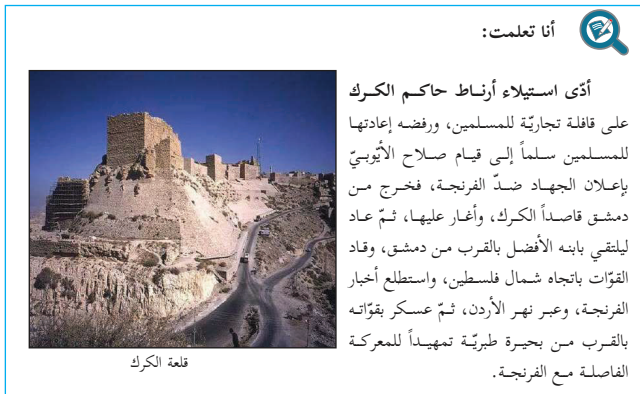 أنا تعلمت:
أدّى استيلاء أرناط حاكم الكرك
على قافلة تجاريّة للمسلمين، ورفضه إعادتها
للمسلمين سلماً إلى قيام صلاح الأيّوبيّ
بإعلان الجهاد ضدّ الفرنجة، فخرج من
دمشق قاصداً الكرك، وأغار عليها، ثمّ عاد
ليلتقي بابنه الأفضل بالقرب من دمشق، وقاد
القوّات باتجاه شمال فلسطين، واستطلع أخبار
الفرنجة، وعبر نهر الأردن، ثمّ عسكر بقوّاته
بالقرب من بحيرة طبريّة تمهيداً للمعركة
الفاصلة مع الفرنجة.
قلعة الكرك